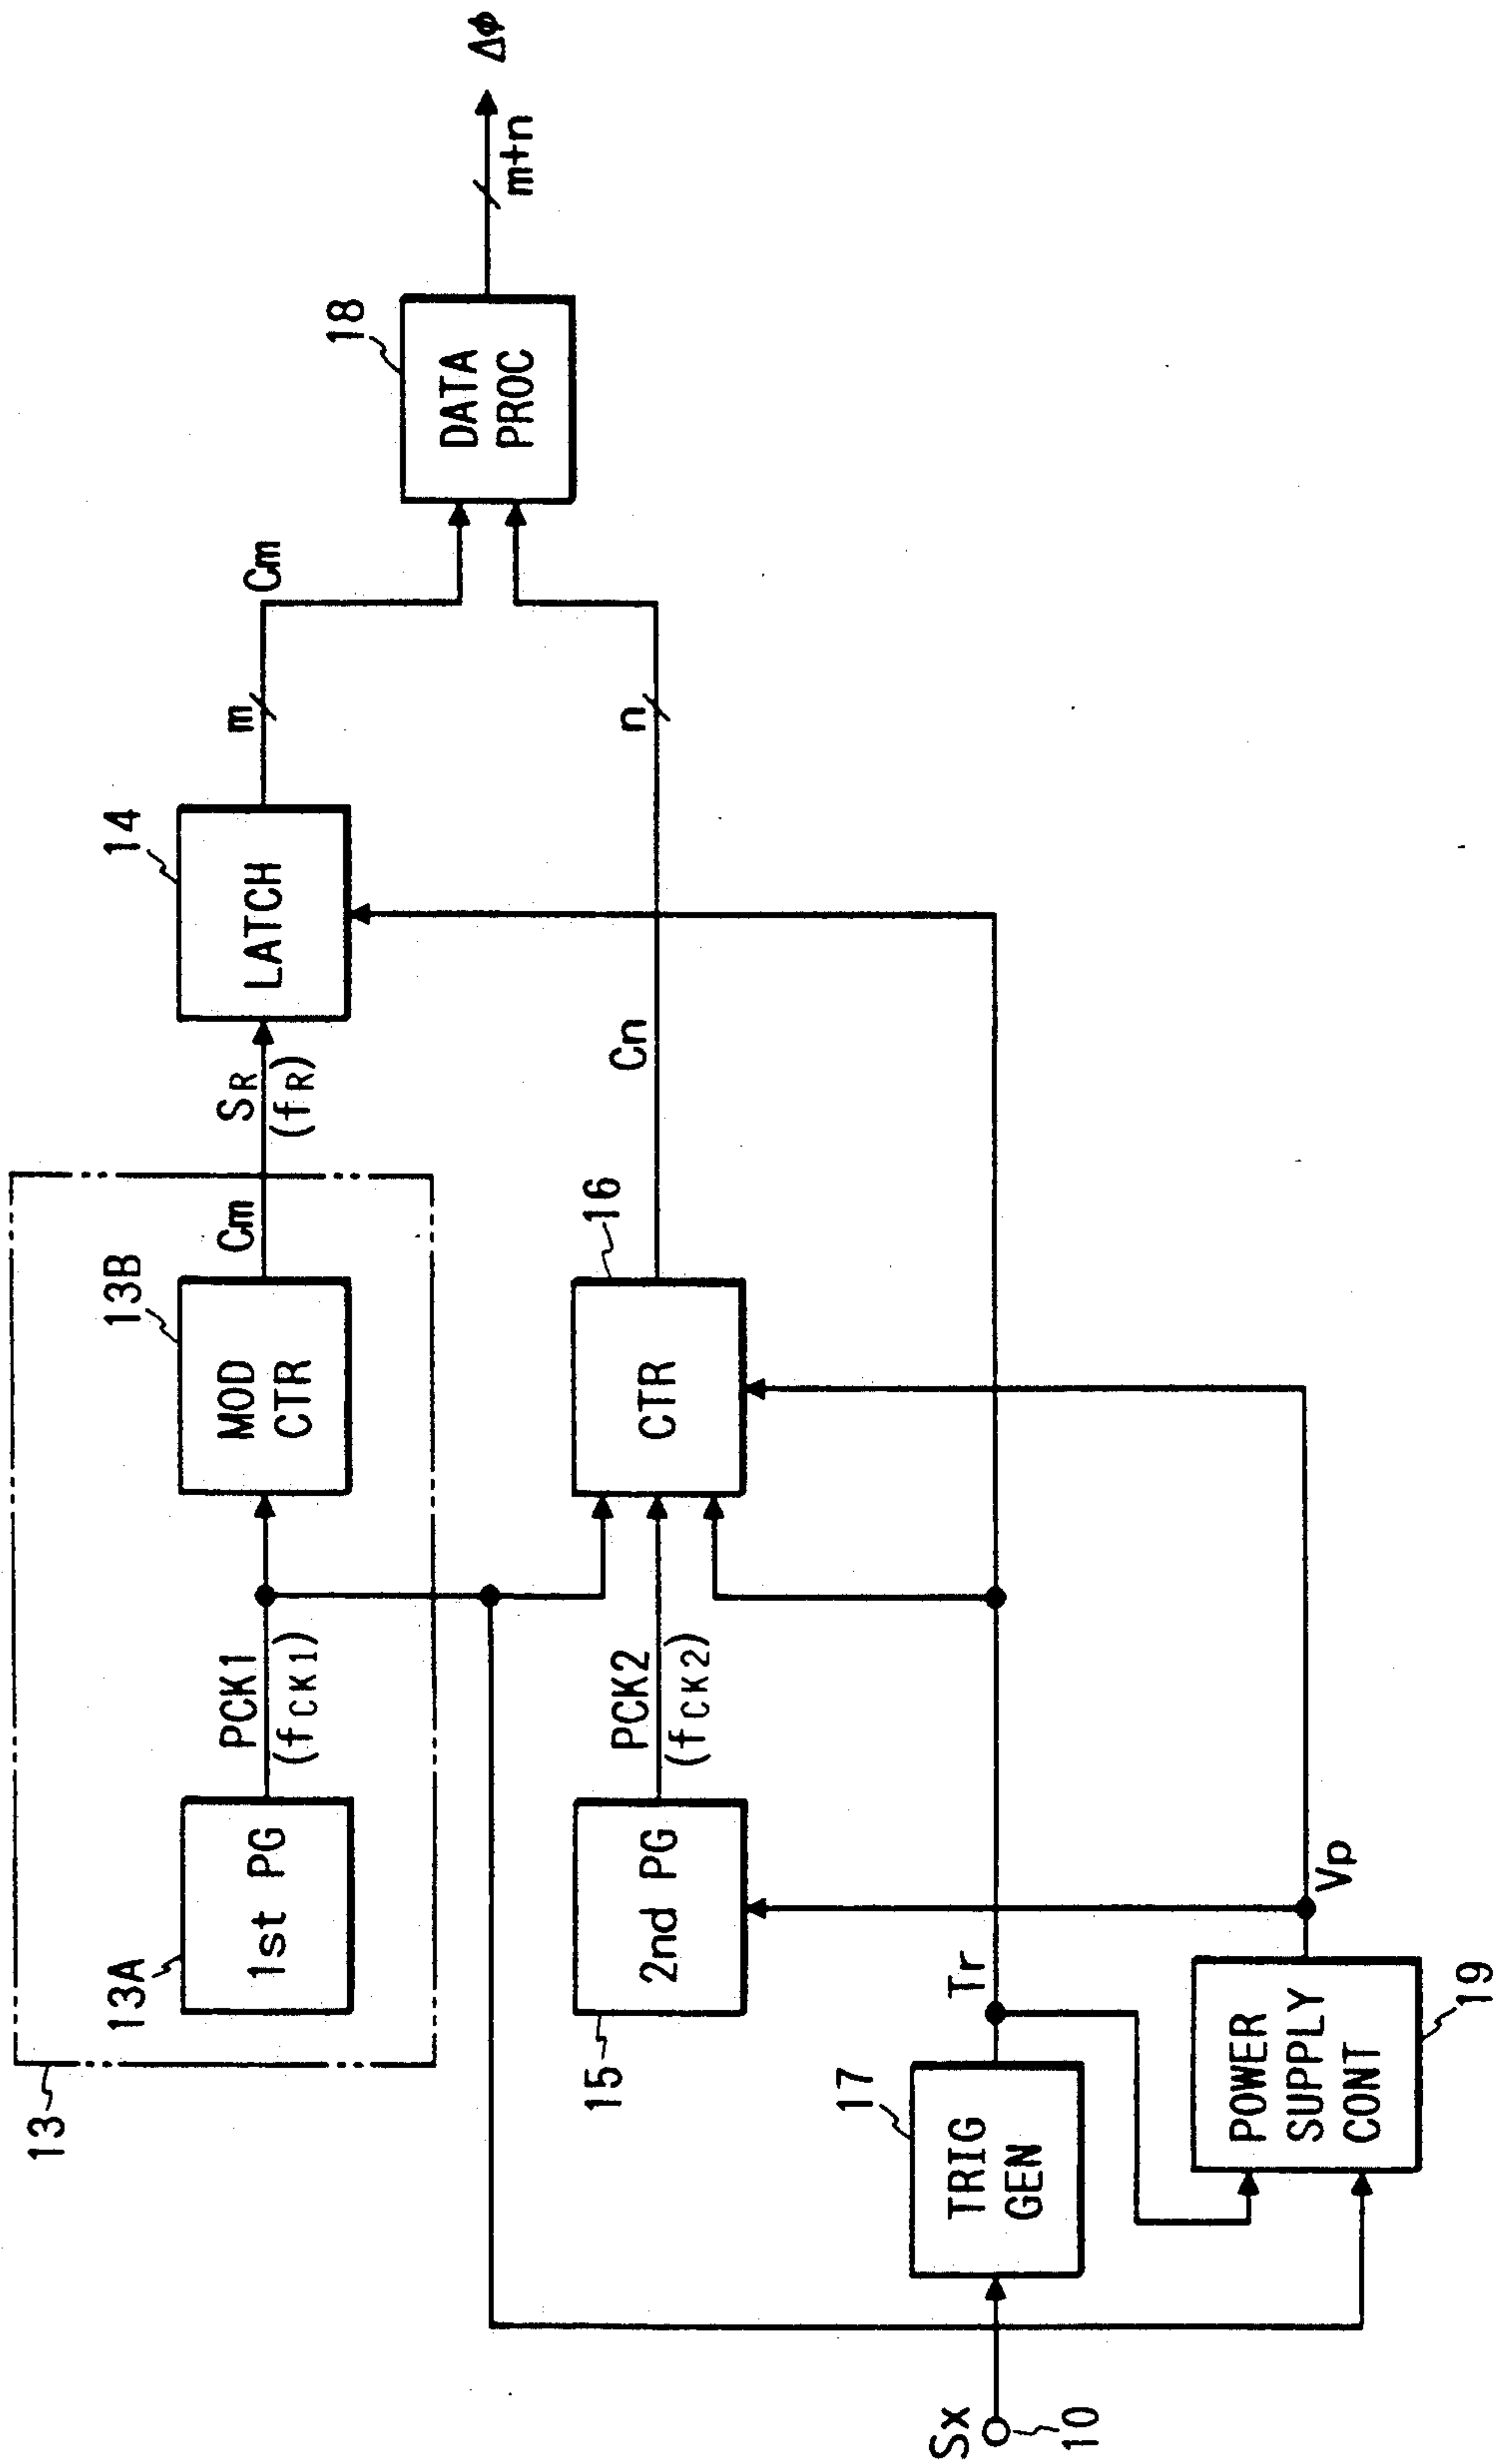 13
13A
1st PG
PCK1
(fCK1)
13B
MOD
CTR
Cm
SR
(fR)
14
LATCH
m
Cm
18
DATA
PROC
m+n
Δϕ
15
2nd PG
PCK2
(fCK2)
16
CTR
Cn
n
Sx
10
17
TRIG
GEN
Tr
POWER
SUPPLY
CONT
19
Vp